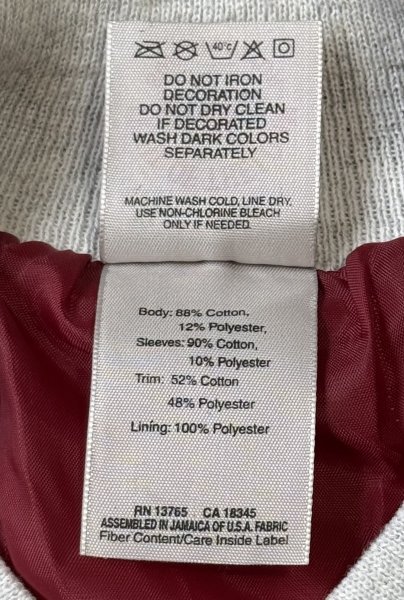 40°C
DO NOT IRON
DECORATION
DO NOT DRY CLEAN
IF DECORATED
WASH DARK COLORS
SEPARATELY
MACHINE WASH COLD, LINE DRY.
USE NON-CHLORINE BLEACH
ONLY IF NEEDED.
Body: 88% Cotton,
12% Polyester,
Sleeves: 90% Cotton,
10% Polyester
Trim: 52% Cotton
48% Polyester
Lining: 100% Polyester
RN 13765 CA 18345
ASSEMBLED IN JAMAICA OF U.S.A. FABRIC
Fiber Content/Care Inside Label